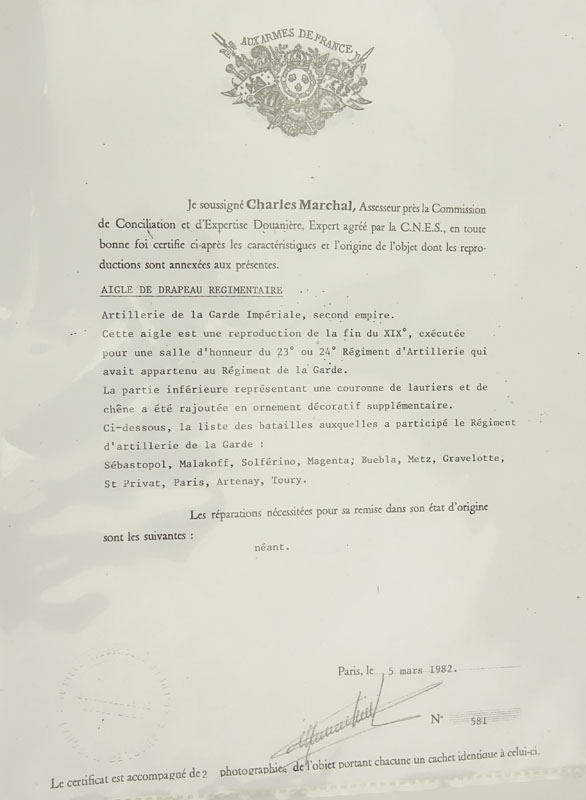 AUX ARMES DE FRANCE
Je soussigné Charles Marchal, Assesseur près la Commission
de Conciliation et d'Expertise Douanière, Expert agréé par la C.N.E.S., en toute
bonne foi certifie ci-après les caractéristiques et l'origine de l'objet dont les repro-
ductions sont annexées aux présentes.
AIGLE DE DRAPEAU REGIMENTAIRE
Artillerie de la Garde Impériale, second empire.
Cette aigle est une reproduction de la fin du XIX°, exécutée
pour une salle d'honneur du 23° ou 24° Régiment d'Artillerie qui
avait appartenu au Régiment de la Garde.
La partie inférieure représentant une couronne de lauriers et de
chêne a été rajoutée en ornement décoratif supplémentaire.
Ci-dessous, la liste des batailles auxquelles a participé le Régiment
d'artillerie de la Garde :
Sébastopol, Malakoff, Solférino, Magenta; Buebla, Metz, Gravelotte,
St Privat, Paris, Artenay, Toury.
Les réparations nécessitées pour sa remise dans son état d'origine
sont les suivantes :
néant.
Paris, le 5 mars 1982.
N° 581
Le certificat est accompagné de 2 photographies de l'objet portant chacune un cachet identique à celui-ci.